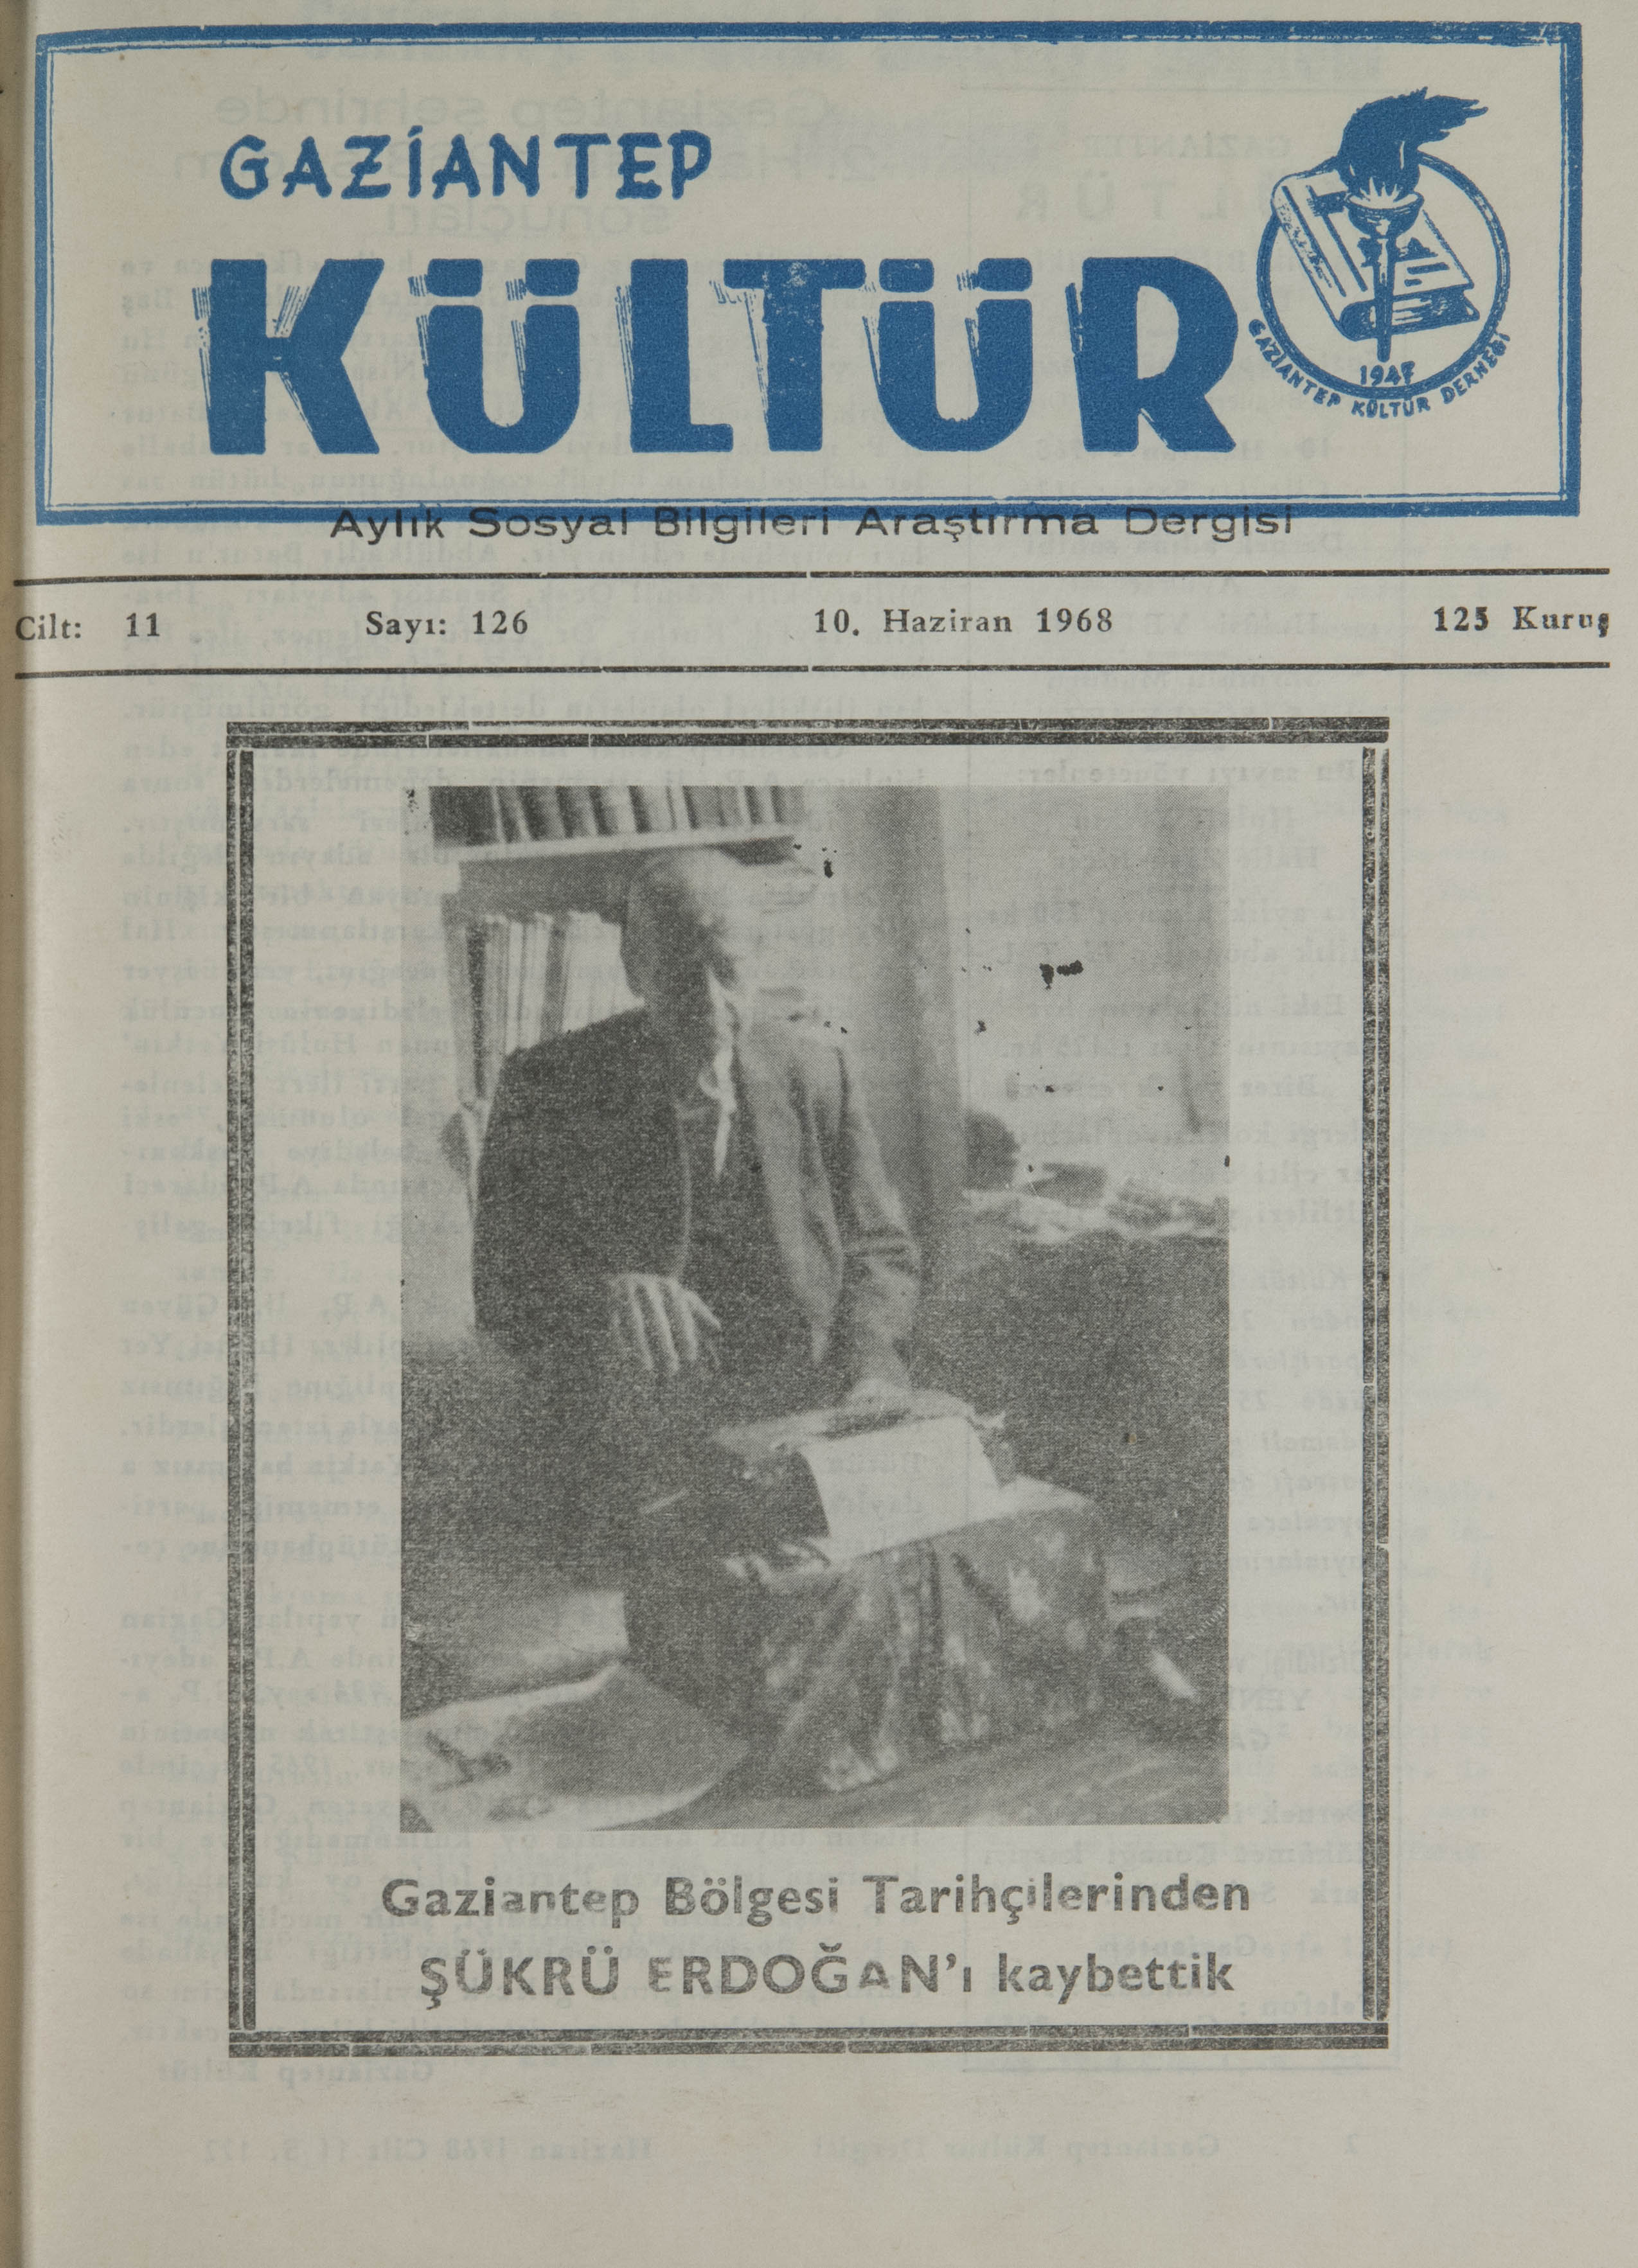 GAZİANTEP
KÜLTÜR
1947
GAZİANTEP KÜLTÜR DERNEĞİ
Aylık Sosyal Bilgileri Araştırma Dergisi
Cilt: 11 Sayı: 126 10. Haziran 1968 125 Kuruş
Gaziantep Bölgesi Tarihçilerinden
ŞÜKRÜ ERDOĞAN'ı kaybettik